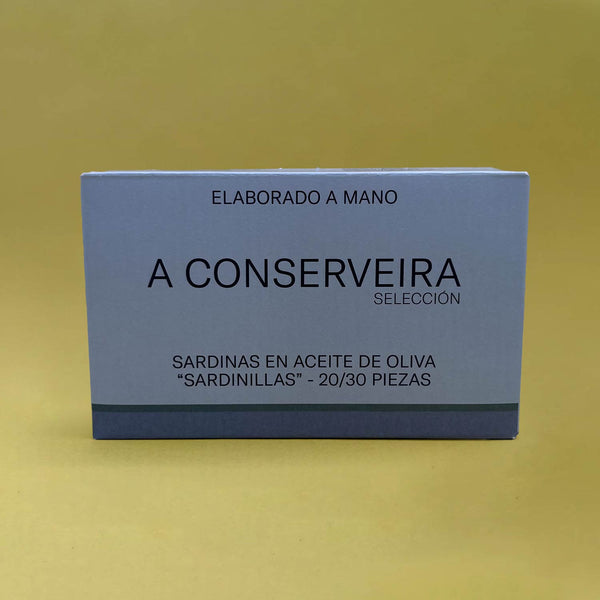 ELABORADO A MANO
A CONSERVEIRA
SELECCIÓN
SARDINAS EN ACEITE DE OLIVA
“SARDINILLAS” - 20/30 PIEZAS